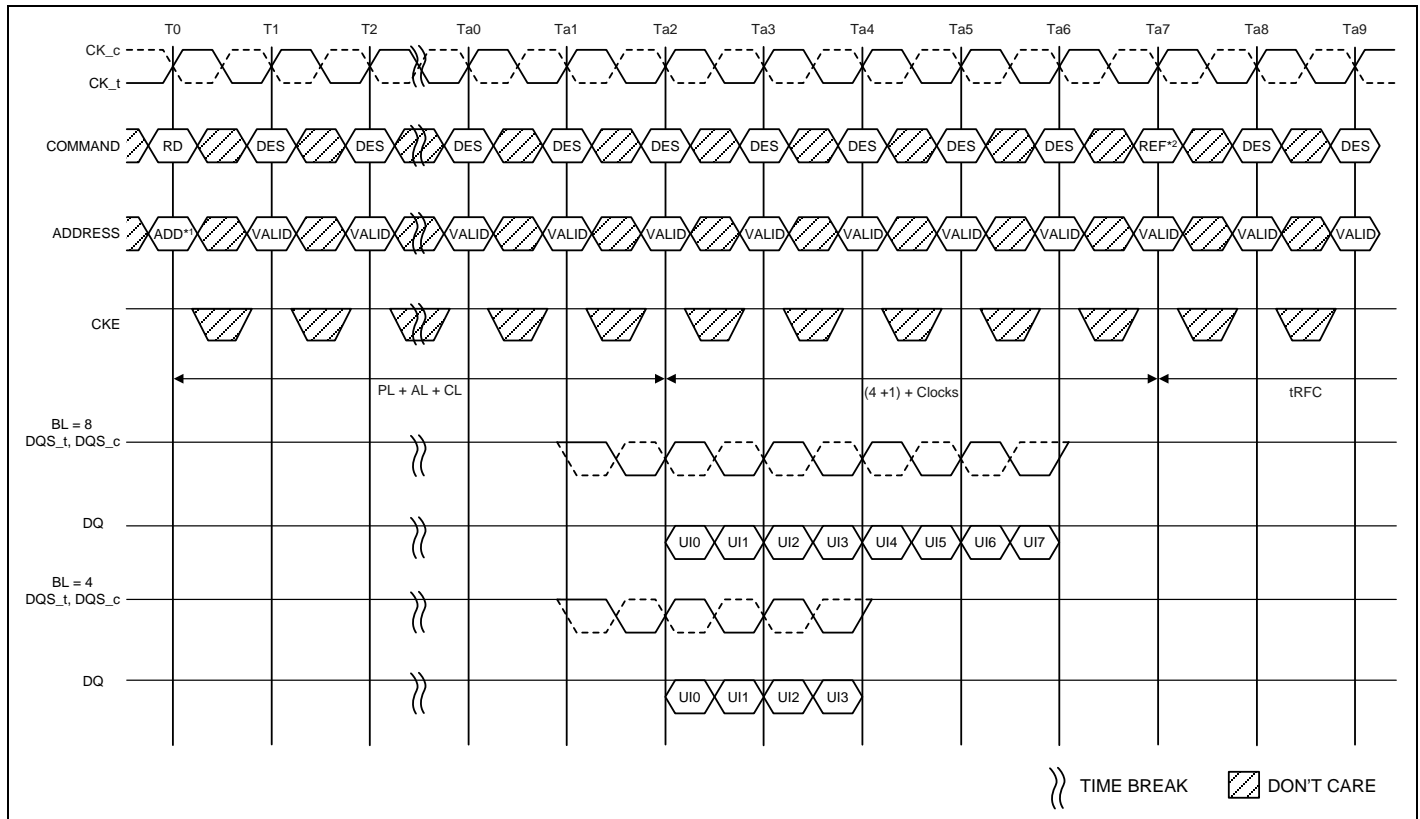 T0 T1 T2 Ta0 Ta1 Ta2 Ta3 Ta4 Ta5 Ta6 Ta7 Ta8 Ta9
CK_c
CK_t
COMMAND RD DES DES DES DES DES DES DES DES DES REF*2 DES DES
ADDRESS ADD*1 VALID VALID VALID VALID VALID VALID VALID VALID VALID VALID VALID VALID
CKE
PL + AL + CL (4 +1) + Clocks tRFC
BL = 8
DQS_t, DQS_c
DQ UI0 UI1 UI2 UI3 UI4 UI5 UI6 UI7
BL = 4
DQS_t, DQS_c
DQ UI0 UI1 UI2 UI3
TIME BREAK DON'T CARE